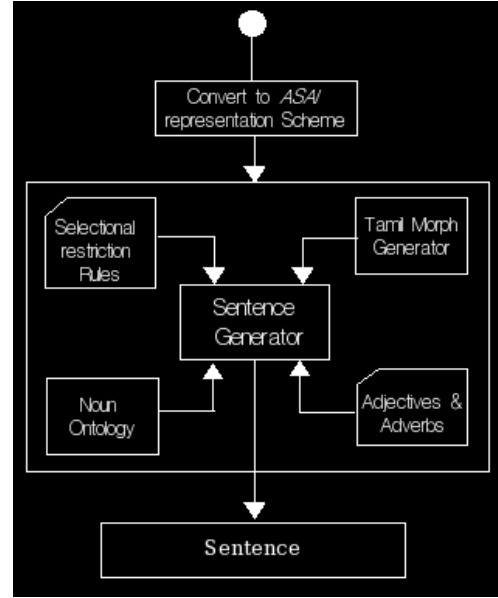 Convert to ASAI
representation Scheme
Selectional
restriction
Rules
Tamil Morph
Generator
Sentence
Generator
Noun
Ontology
Adjectives &
Adverbs
Sentence